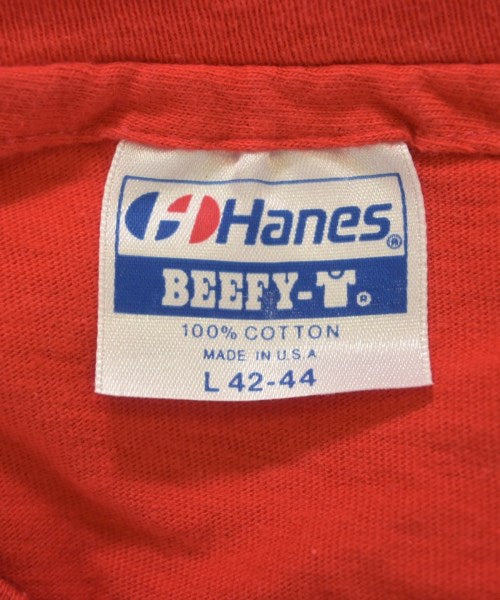 Hanes®
BEEFY-T®
100% COTTON
MADE IN U.S.A
L 42-44